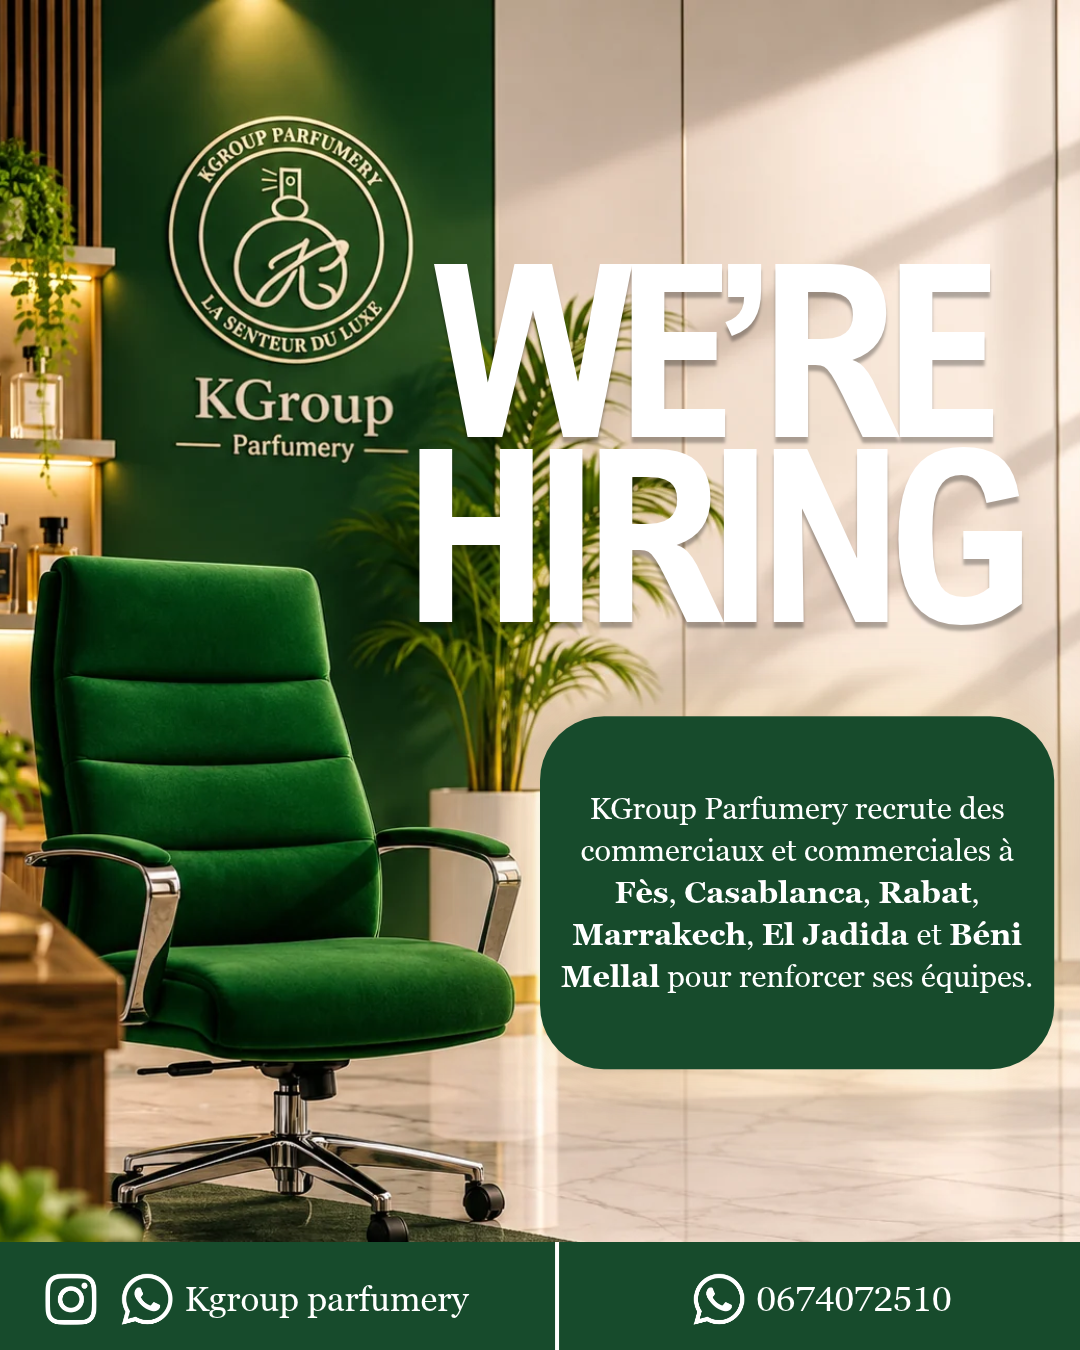 KGROUP PARFUMERY
LA SENTEUR DU LUXE
KGroup
Parfumery
WE’RE
HIRING
KGroup Parfumery recrute des
commerciaux et commerciales à
Fès, Casablanca, Rabat,
Marrakech, El Jadida et Béni
Mellal pour renforcer ses équipes.
Kgroup parfumery
0674072510